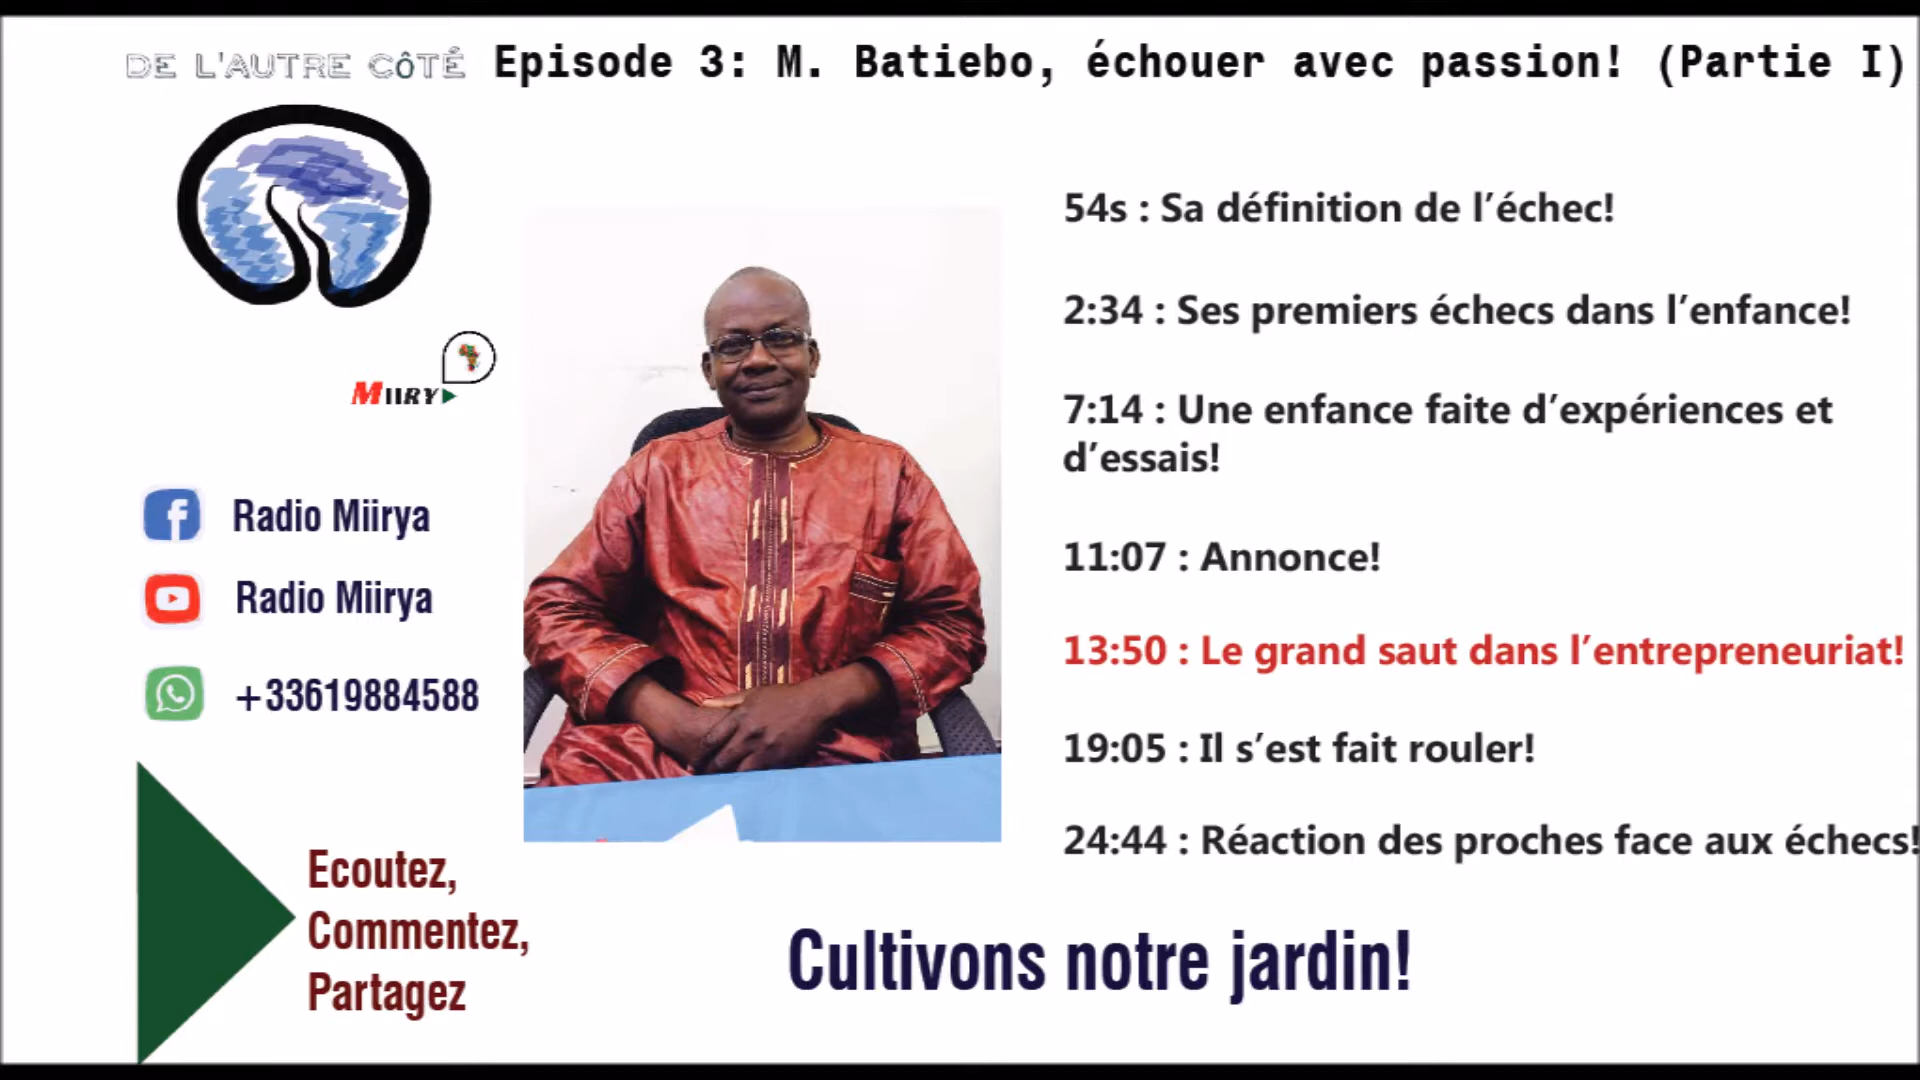 DE L'AUTRE CôTÉ
Episode 3: M. Batiebo, échouer avec passion! (Partie I)
MIIRY
Radio Miirya
Radio Miirya
+33619884588
Ecoutez,
Commentez,
Partagez
54s : Sa définition de l’échec!
2:34 : Ses premiers échecs dans l’enfance!
7:14 : Une enfance faite d’expériences et
d’essais!
11:07 : Annonce!
13:50 : Le grand saut dans l’entrepreneuriat!
19:05 : Il s’est fait rouler!
24:44 : Réaction des proches face aux échecs!
Cultivons notre jardin!